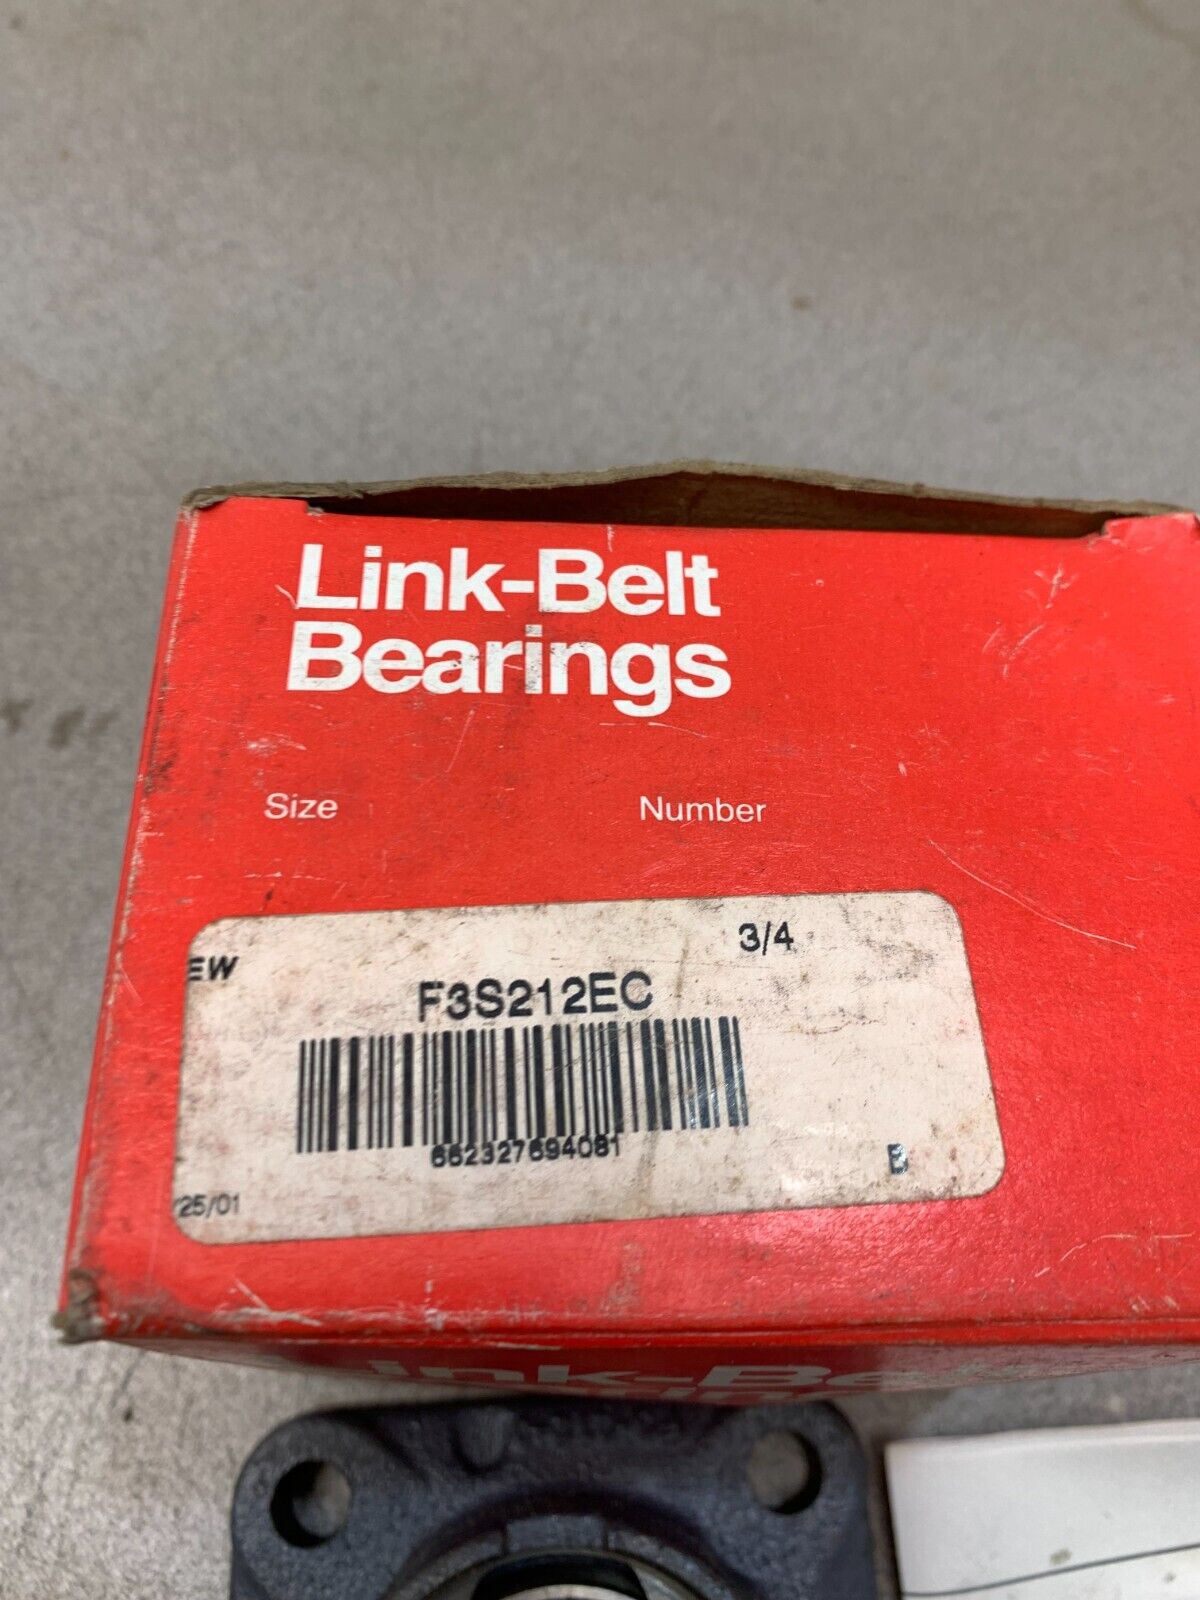 Link-Belt
Bearings
Size Number
EW 3/4
F3S212EC
662327694081
25/01 B